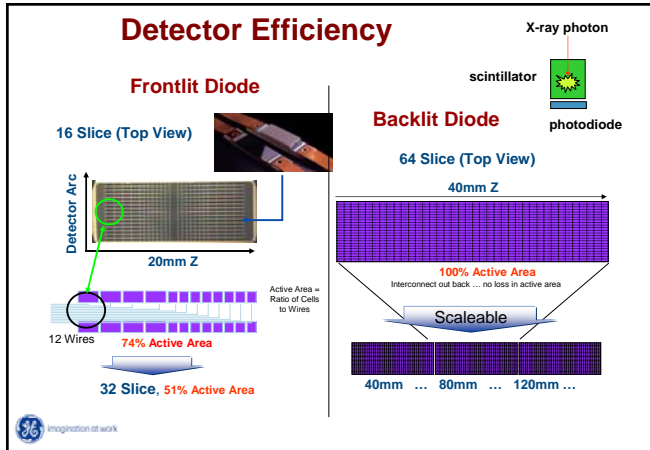 Detector Efficiency
X-ray photon
scintillator
photodiode
Frontlit Diode
16 Slice (Top View)
Detector Arc
20mm Z
Active Area =
Ratio of Cells
to Wires
12 Wires
74% Active Area
32 Slice, 51% Active Area
Backlit Diode
64 Slice (Top View)
40mm Z
100% Active Area
Interconnect out back ... no loss in active area
Scaleable
40mm ... 80mm ... 120mm ...
GE imagination at work